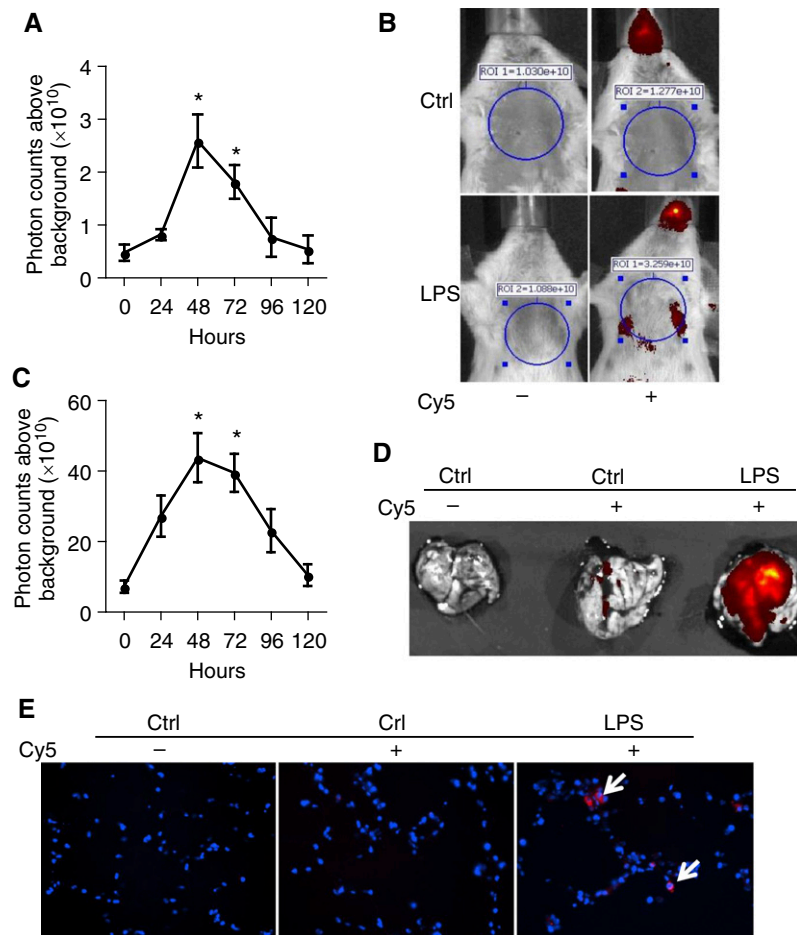 A
Photon counts above
background (×10¹⁰)
4
3
2
1
0
*
*
0 24 48 72 96 120
Hours
B
Ctrl
ROI 1=1.030e+10
ROI 2=1.277e+10
LPS
ROI 2=1.088e+10
ROI 1=3.259e+10
Cy5 – +
C
Photon counts above
background (×10¹⁰)
60
40
20
0
*
*
0 24 48 72 96 120
Hours
D
Ctrl Ctrl LPS
Cy5 – + +
E
Ctrl Crl LPS
Cy5 – + +